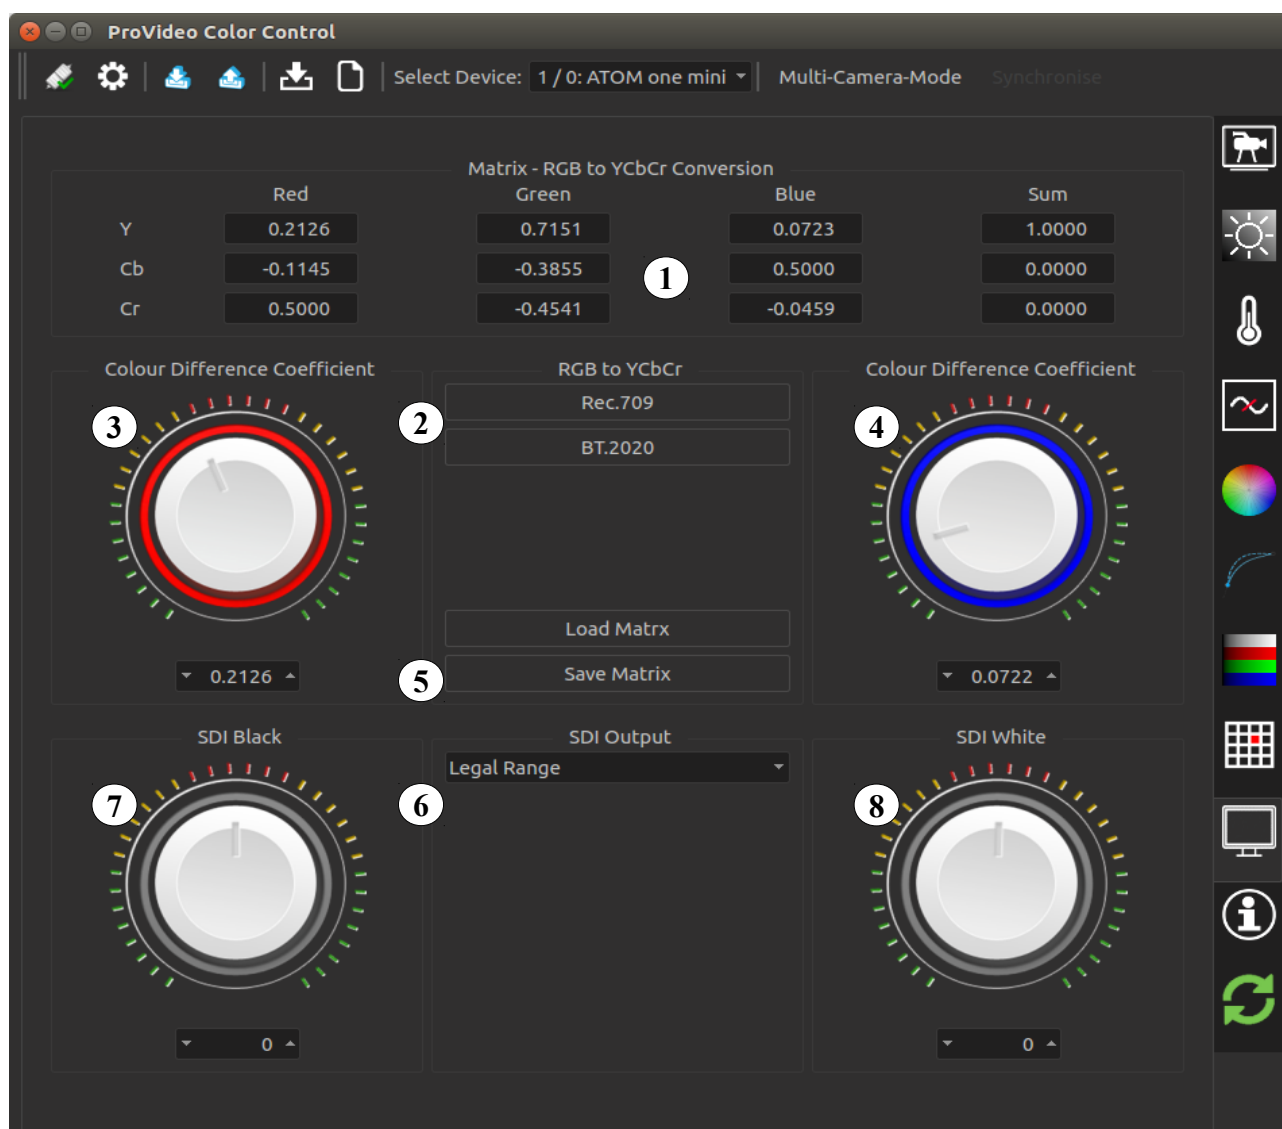 ProVideo Color Control
Select Device: 1 / 0: ATOM one mini Multi-Camera-Mode Synchronise
Matrix - RGB to YCbCr Conversion
Red Green Blue Sum
Y 0.2126 0.7151 0.0723 1.0000
Cb -0.1145 -0.3855 0.5000 0.0000
1
Cr 0.5000 -0.4541 -0.0459 0.0000
Colour Difference Coefficient RGB to YCbCr Colour Difference Coefficient
Rec.709
3 2 4
BT.2020
Load Matrx
0.2126 5 Save Matrix 0.0722
SDI Black SDI Output SDI White
Legal Range
7 6 8
0 0